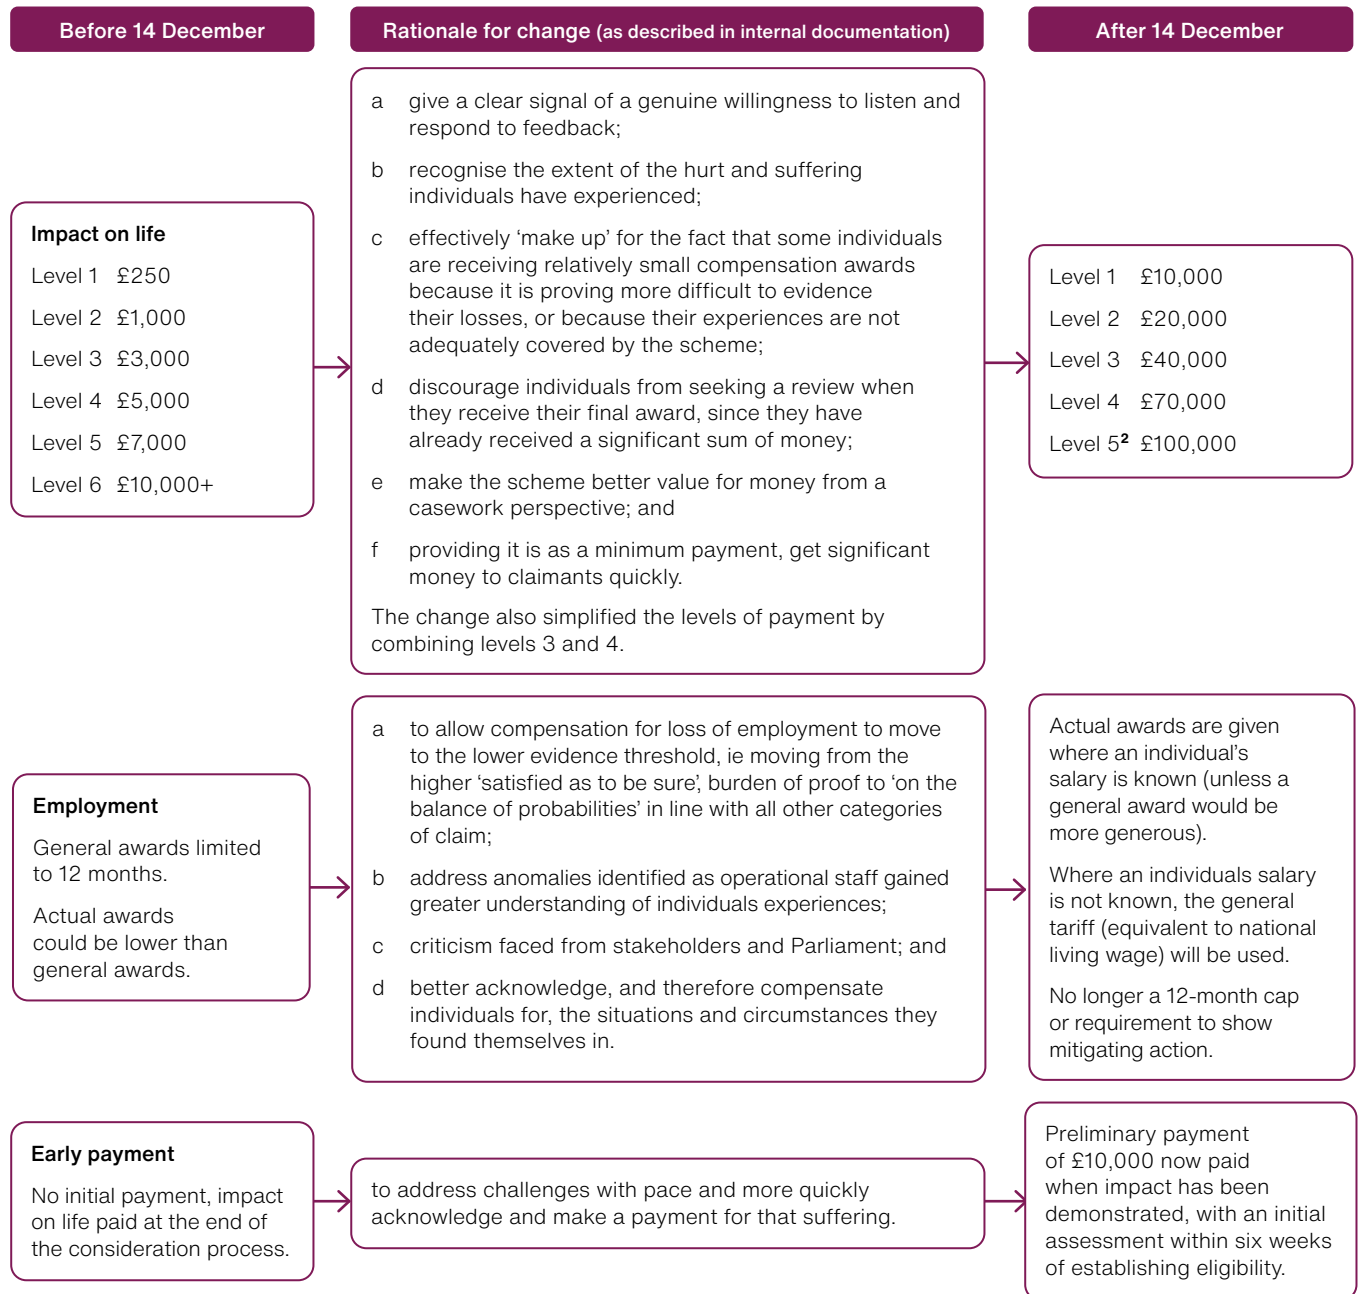 Before 14 December
Rationale for change (as described in internal documentation)
After 14 December
Impact on life
Level 1 £250
Level 2 £1,000
Level 3 £3,000
Level 4 £5,000
Level 5 £7,000
Level 6 £10,000+
a give a clear signal of a genuine willingness to listen and
respond to feedback;
b recognise the extent of the hurt and suffering
individuals have experienced;
c effectively ‘make up’ for the fact that some individuals
are receiving relatively small compensation awards
because it is proving more difficult to evidence
their losses, or because their experiences are not
adequately covered by the scheme;
d discourage individuals from seeking a review when
they receive their final award, since they have
already received a significant sum of money;
e make the scheme better value for money from a
casework perspective; and
f providing it is as a minimum payment, get significant
money to claimants quickly.
The change also simplified the levels of payment by
combining levels 3 and 4.
Level 1 £10,000
Level 2 £20,000
Level 3 £40,000
Level 4 £70,000
Level 5² £100,000
Employment
General awards limited
to 12 months.
Actual awards
could be lower than
general awards.
a to allow compensation for loss of employment to move
to the lower evidence threshold, ie moving from the
higher ‘satisfied as to be sure’, burden of proof to ‘on the
balance of probabilities’ in line with all other categories
of claim;
b address anomalies identified as operational staff gained
greater understanding of individuals experiences;
c criticism faced from stakeholders and Parliament; and
d better acknowledge, and therefore compensate
individuals for, the situations and circumstances they
found themselves in.
Actual awards are given
where an individual’s
salary is known (unless a
general award would be
more generous).
Where an individuals salary
is not known, the general
tariff (equivalent to national
living wage) will be used.
No longer a 12-month cap
or requirement to show
mitigating action.
Early payment
No initial payment, impact
on life paid at the end of
the consideration process.
to address challenges with pace and more quickly
acknowledge and make a payment for that suffering.
Preliminary payment
of £10,000 now paid
when impact has been
demonstrated, with an initial
assessment within six weeks
of establishing eligibility.